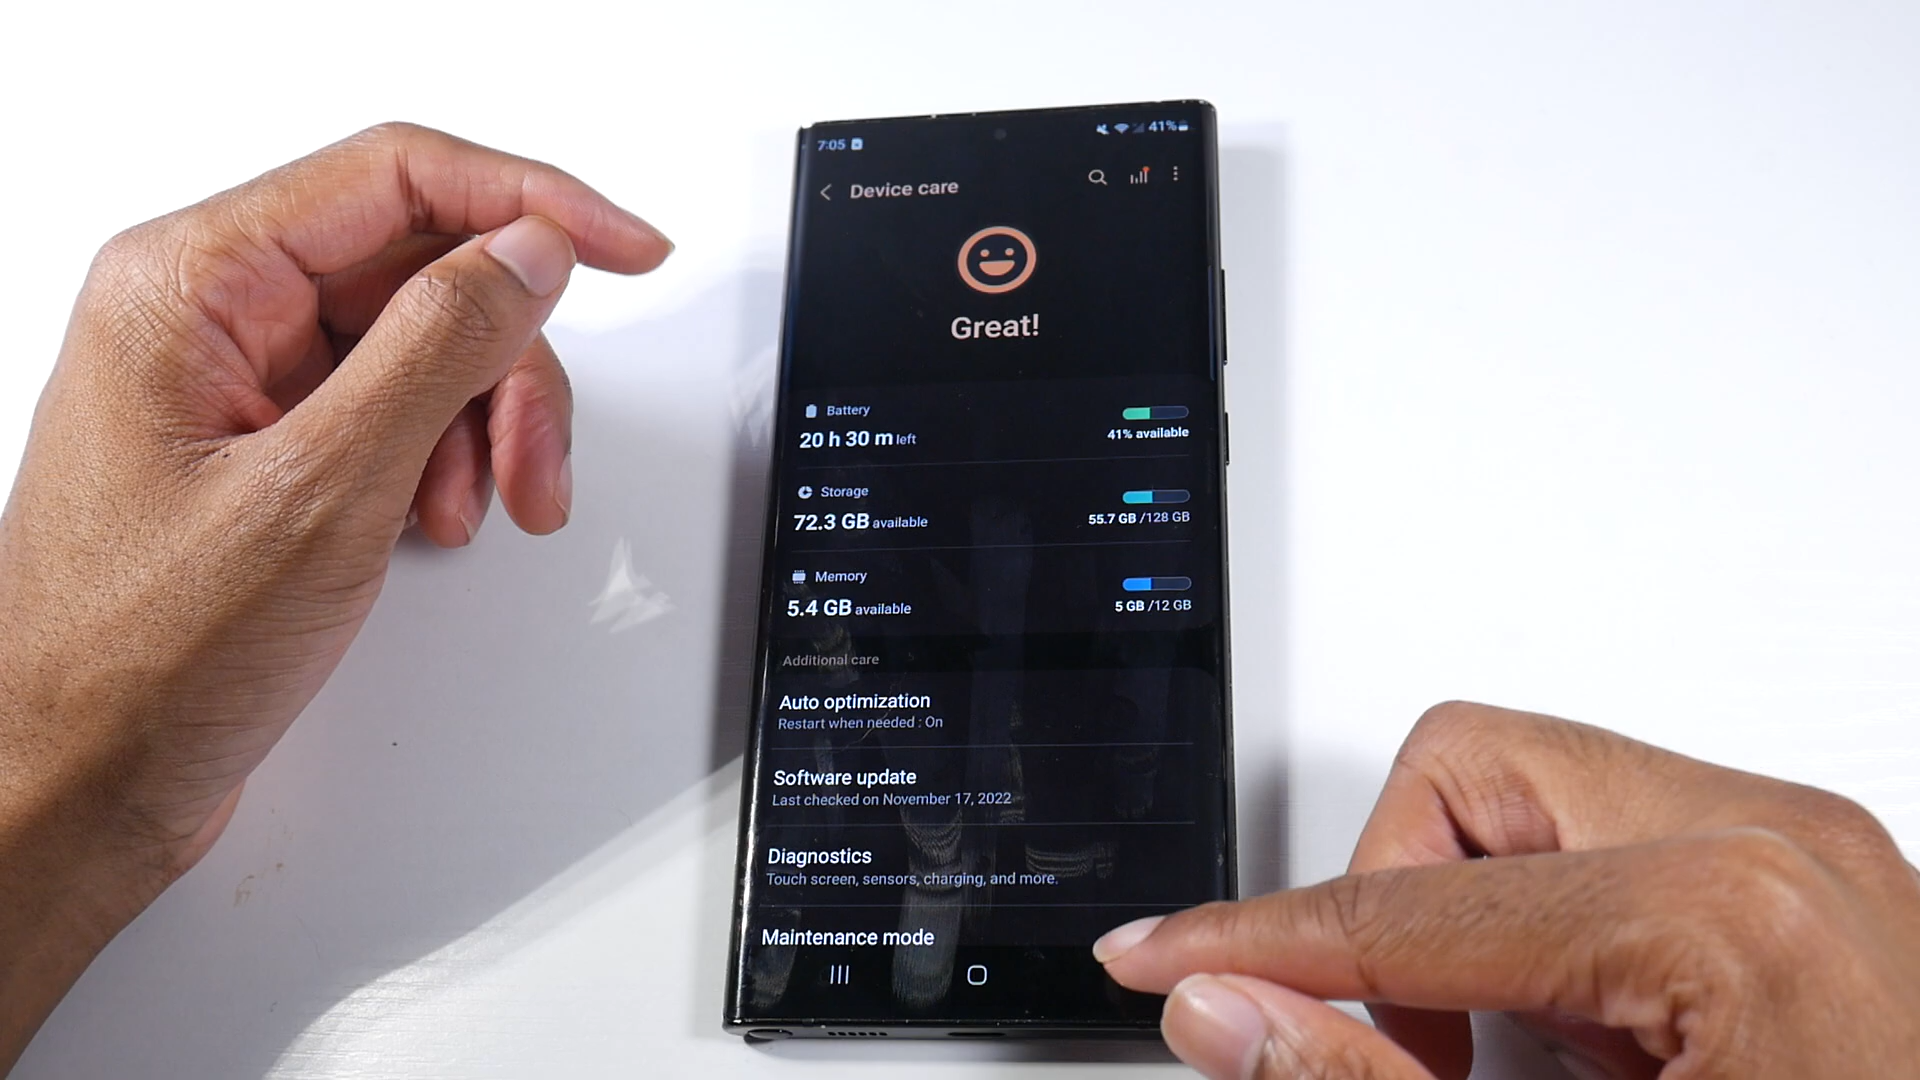 7:05
41%
Device care
Great!
Battery
20 h 30 m left
41% available
Storage
72.3 GB available
55.7 GB /128 GB
Memory
5.4 GB available
5 GB /12 GB
Additional care
Auto optimization
Restart when needed : On
Software update
Last checked on November 17, 2022
Diagnostics
Touch screen, sensors, charging, and more.
Maintenance mode